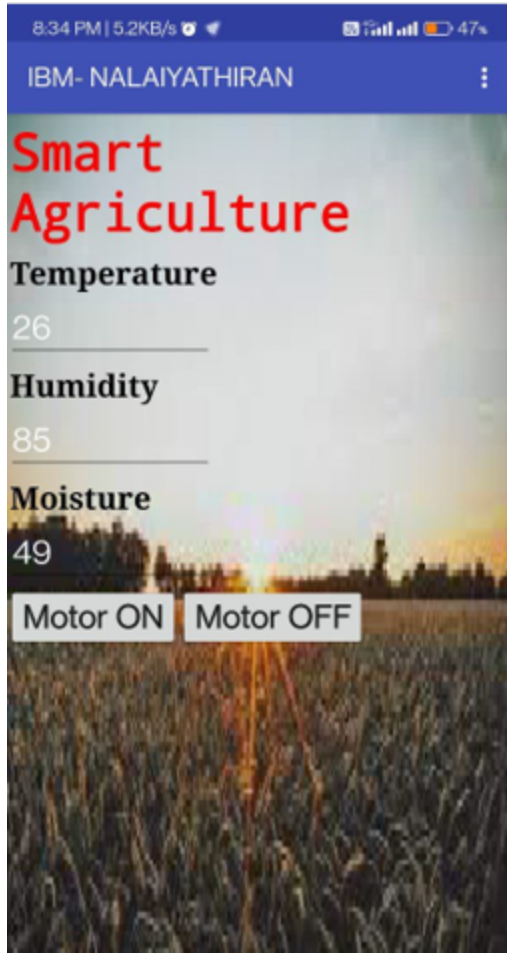 8:34 PM | 5.2KB/s 47%
IBM- NALAIYATHIRAN
Smart
Agriculture
Temperature
26
Humidity
85
Moisture
49
Motor ON Motor OFF